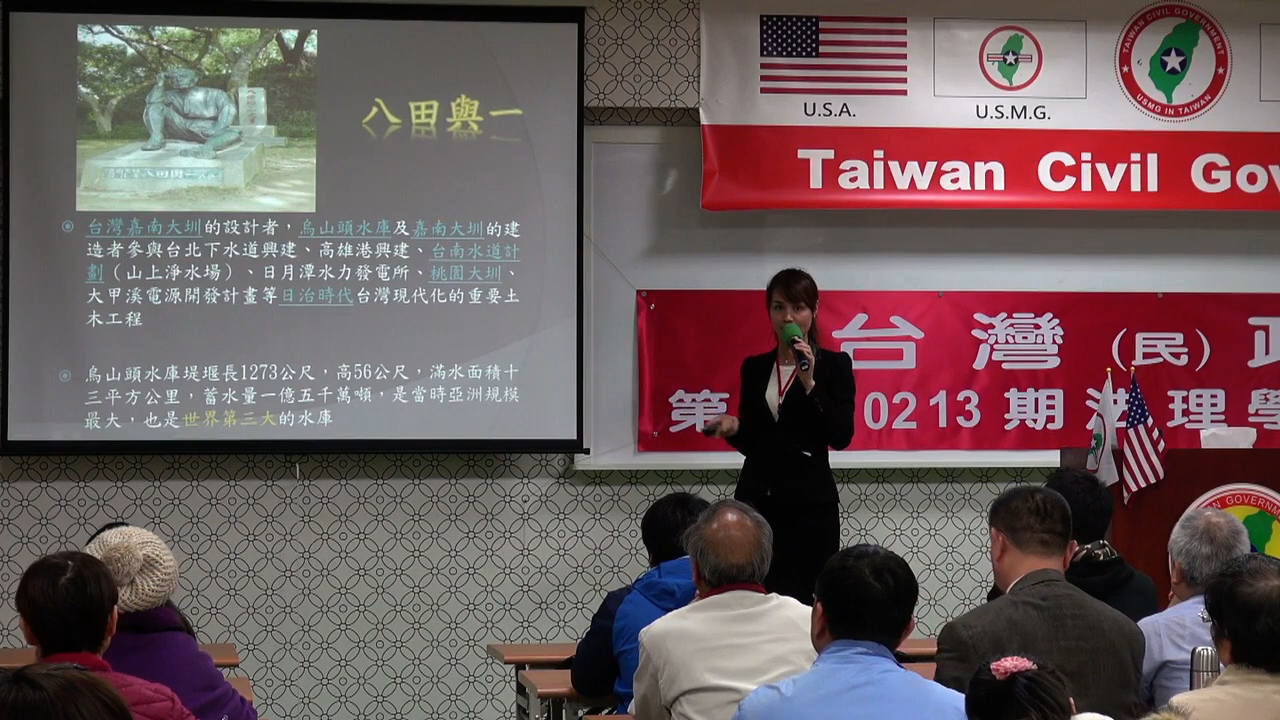 八田與一
台灣嘉南大圳的設計者，烏山頭水庫及嘉南大圳的建
造者參與台北下水道興建、高雄港興建、台南水道計
劃（山上淨水場）、日月潭水力發電所、桃園大圳、
大甲溪電源開發計畫等日治時代台灣現代化的重要土
木工程
烏山頭水庫堤堰長1273公尺，高56公尺，滿水面積十
三平方公里，蓄水量一億五千萬噸，是當時亞洲規模
最大，也是世界第三大的水庫
U.S.A.
U.S.M.G.
TAIWAN CIVIL GOVERNMENT
USMG IN TAIWAN
Taiwan Civil Gov
台灣（民）政
第 0213期法理學
GOVERNMENT